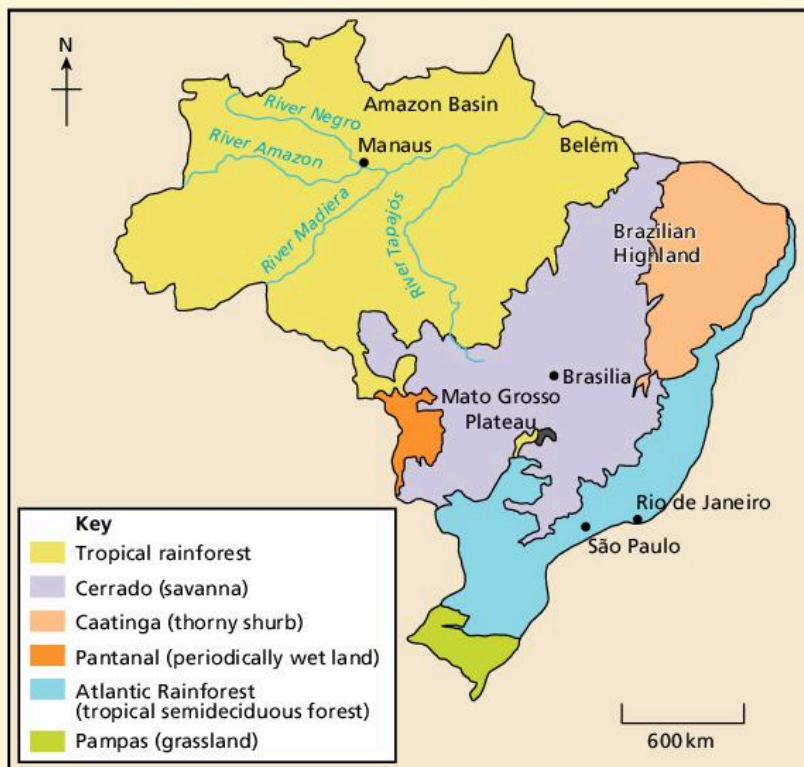 N
River Negro
Amazon Basin
River Amazon
Manaus
Belém
River Madiera
River Tapajós
Brazilian
Highland
Brasilia
Mato Grosso
Plateau
Rio de Janeiro
São Paulo
Key
Tropical rainforest
Cerrado (savanna)
Caatinga (thorny shurb)
Pantanal (periodically wet land)
Atlantic Rainforest
(tropical semideciduous forest)
Pampas (grassland)
600 km